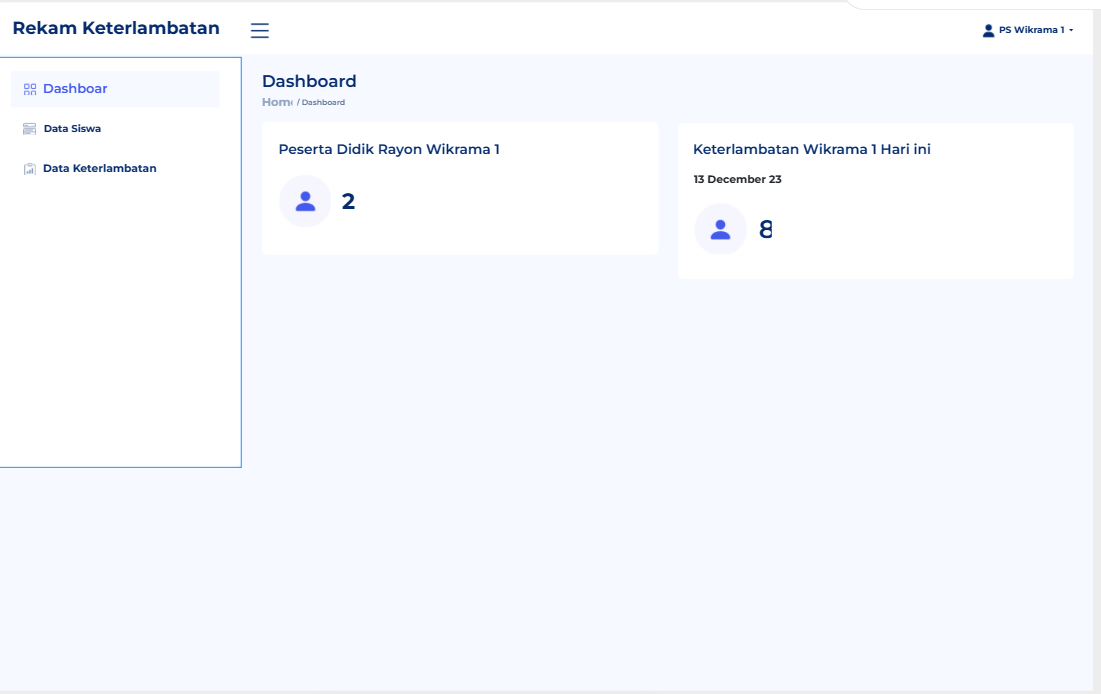 Rekam Keterlambatan
PS Wikrama 1
Dashboar
Data Siswa
Data Keterlambatan
Dashboard
Home / Dashboard
Peserta Didik Rayon Wikrama 1
2
Keterlambatan Wikrama 1 Hari ini
13 December 23
8